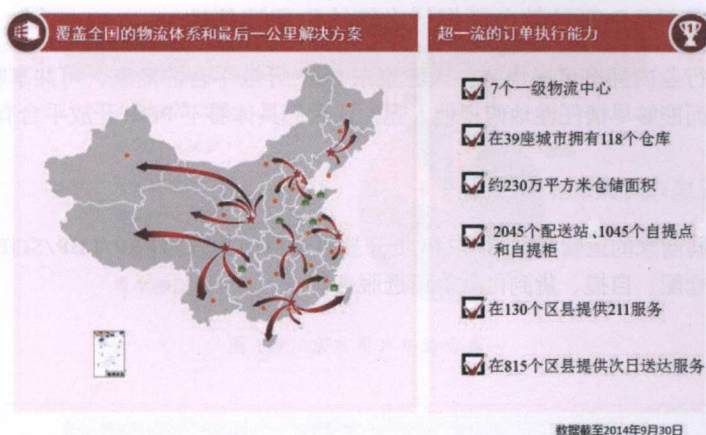 覆盖全国的物流体系和最后一公里解决方案
超一流的订单执行能力
7个一级物流中心
在39座城市拥有118个仓库
约230万平方米仓储面积
2045个配送站、1045个自提点
和自提柜
在130个区县提供211服务
在815个区县提供次日送达服务
数据截至2014年9月30日